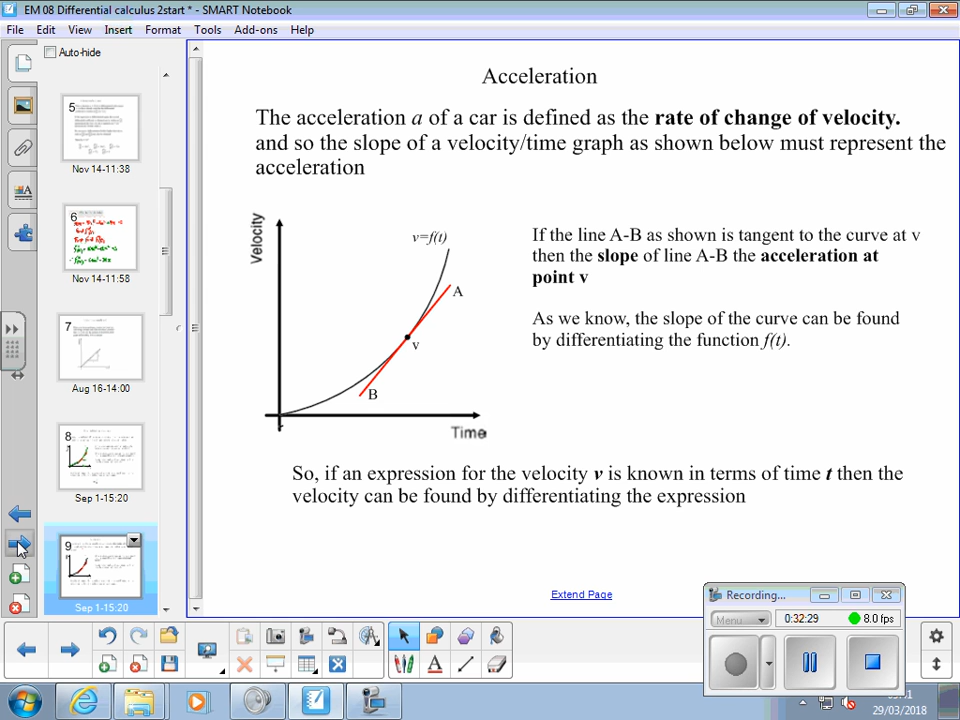 EM 08 Differential calculus 2start * - SMART Notebook
File Edit View Insert Format Tools Add-ons Help
Auto-hide
5
Nov 14-11:38
6
Nov 14-11:58
7
Aug 16-14:00
8
Sep 1-15:20
9
Sep 1-15:20
Acceleration
The acceleration a of a car is defined as the rate of change of velocity.
and so the slope of a velocity/time graph as shown below must represent the
acceleration
Velocity
v=f(t)
A
v
B
Time
If the line A-B as shown is tangent to the curve at v
then the slope of line A-B the acceleration at
point v
As we know, the slope of the curve can be found
by differentiating the function f(t).
So, if an expression for the velocity v is known in terms of time t then the
velocity can be found by differentiating the expression
Extend Page
Recording...
Menu
0:32:29
8.0 fps
29/03/2018